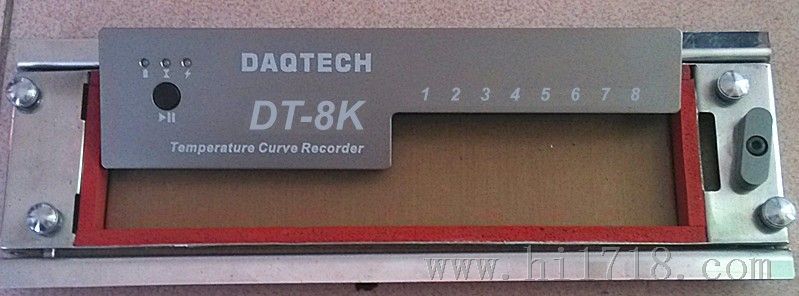 DAQTECH
1 2 3 4 5 6 7 8
DT-8K
Temperature Curve Recorder
www.hi1718.com